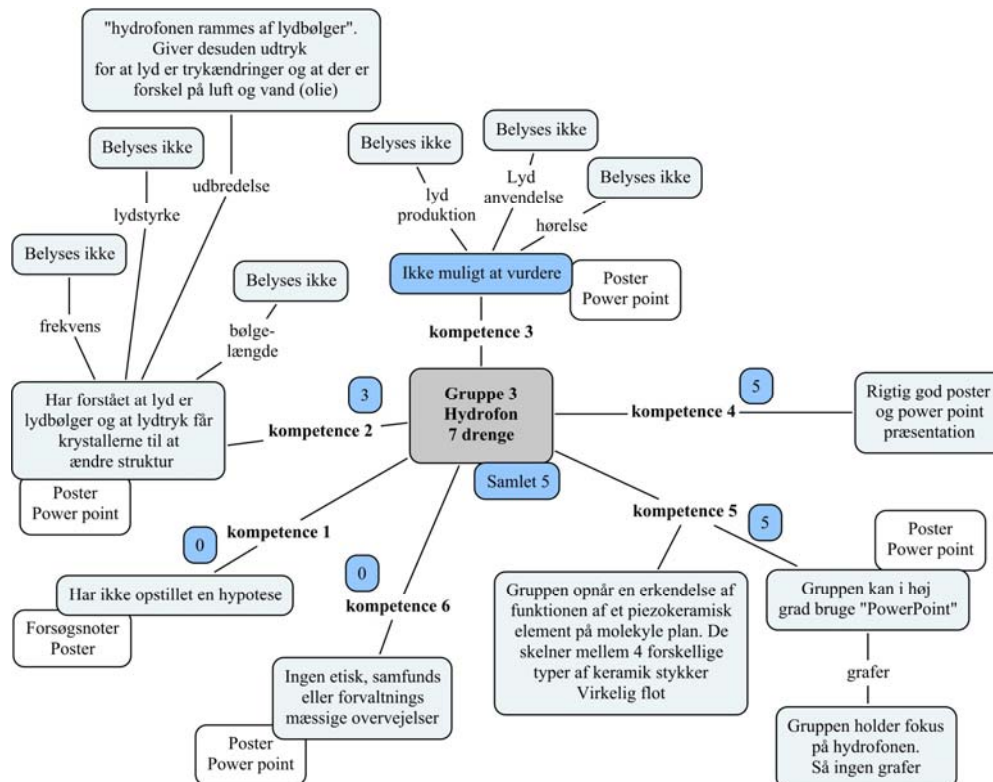 "hydrofonen rammes af lydbølger".
Giver desuden udtryk
for at lyd er trykændringer og at der er
forskel på luft og vand (olie)
Belyses ikke
lydstyrke
udbredelse
Belyses ikke
frekvens
Belyses ikke
bølge-
længde
Har forstået at lyd er
lydbølger og at lydtryk får
krystallerne til at
ændre struktur
Poster
Power point
3
kompetence 2
Belyses ikke
lyd
produktion
Belyses ikke
Lyd
anvendelse
Belyses ikke
hørelse
Ikke muligt at vurdere
Poster
Power point
kompetence 3
Gruppe 3
Hydrofon
7 drenge
Samlet 5
5
kompetence 4
Rigtig god poster
og power point
præsentation
kompetence 1
0
Har ikke opstillet en hypotese
Forsøgsnoter
Poster
0
kompetence 6
Ingen etisk, samfunds
eller forvaltnings
mæssige overvejelser
Poster
Power point
kompetence 5
5
Gruppen opnår en erkendelse af
funktionen af et piezokeramisk
element på molekyle plan. De
skelner mellem 4 forskellige
typer af keramik stykker
Virkelig flot
Poster
Power point
Gruppen kan i høj
grad bruge "PowerPoint"
grafer
Gruppen holder fokus
på hydrofonen.
Så ingen grafer